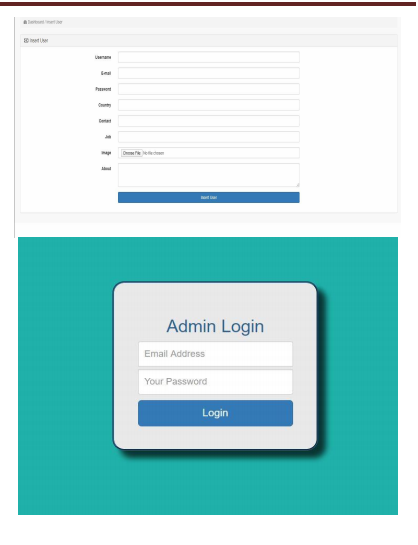 Dashboard / Insert User
Insert User
Username
E-mail
Password
Country
Contact
Job
Image Choose File No file chosen
About
Insert User
Admin Login
Email Address
Your Password
Login